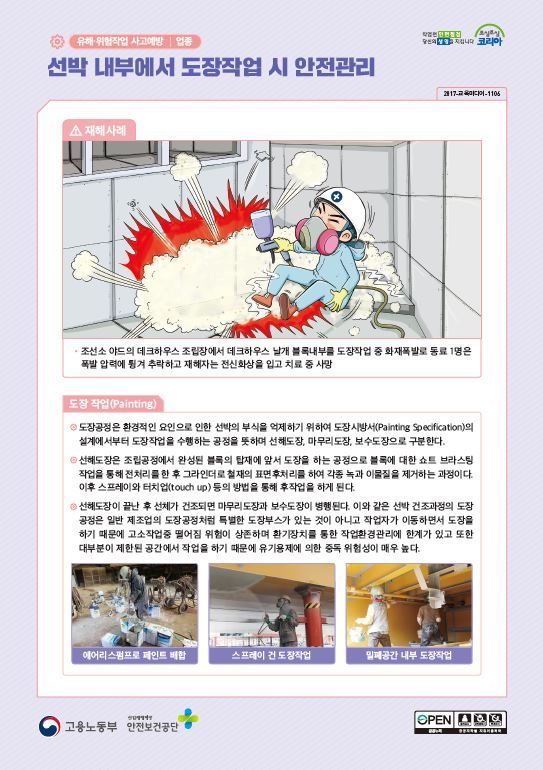 유해·위험작업 사고예방 | 업종
작업전 안전점검
당신의 생명을 지킵니다
조심조심
코리아
선박 내부에서 도장작업 시 안전관리
2017-교육미디어-1106
재해사례
· 조선소 야드의 데크하우스 조립장에서 데크하우스 날개 블록내부를 도장작업 중 화재폭발로 동료 1명은
폭발 압력에 튕겨 추락하고 재해자는 전신화상을 입고 치료 중 사망
도장 작업(Painting)
도장공정은 환경적인 요인으로 인한 선박의 부식을 억제하기 위하여 도장시방서(Painting Specification)의
설계에서부터 도장작업을 수행하는 공정을 뜻하며 선해도장, 마무리도장, 보수도장으로 구분한다.
선해도장은 조립공정에서 완성된 블록의 탑재에 앞서 도장을 하는 공정으로 블록에 대한 쇼트 브라스팅
작업을 통해 전처리를 한 후 그라인더로 철재의 표면후처리를 하여 각종 녹과 이물질을 제거하는 과정이다.
이후 스프레이와 터치업(touch up) 등의 방법을 통해 후작업을 하게 된다.
선해도장이 끝난 후 선체가 건조되면 마무리도장과 보수도장이 병행된다. 이와 같은 선박 건조과정의 도장
공정은 일반 제조업의 도장공정처럼 특별한 도장부스가 있는 것이 아니고 작업자가 이동하면서 도장을
하기 때문에 고소작업중 떨어짐 위험이 상존하며 환기장치를 통한 작업환경관리에 한계가 있고 또한
대부분이 제한된 공간에서 작업을 하기 때문에 유기용제에 의한 중독 위험성이 매우 높다.
에어리스펌프로 페인트 배합
스프레이 건 도장작업
밀폐공간 내부 도장작업
고용노동부
산업재해예방
안전보건공단
OPEN
공공누리